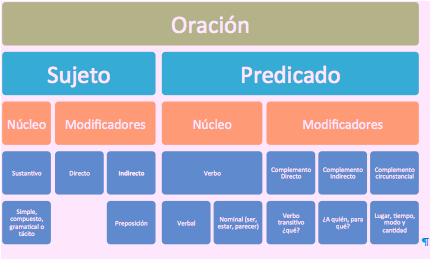 Oración
Sujeto
Predicado
Núcleo
Modificadores
Núcleo
Modificadores
Sustantivo
Directo
Indirecto
Verbo
Complemento
Directo
Complemento
Indirecto
Complemento
circunstancial
Simple,
compuesto,
gramatical o
tácito
Preposición
Verbal
Nominal (ser,
estar, parecer)
Verbo
transitivo
¿qué?
¿A quién, para
qué?
Lugar, tiempo,
modo y
cantidad
¶